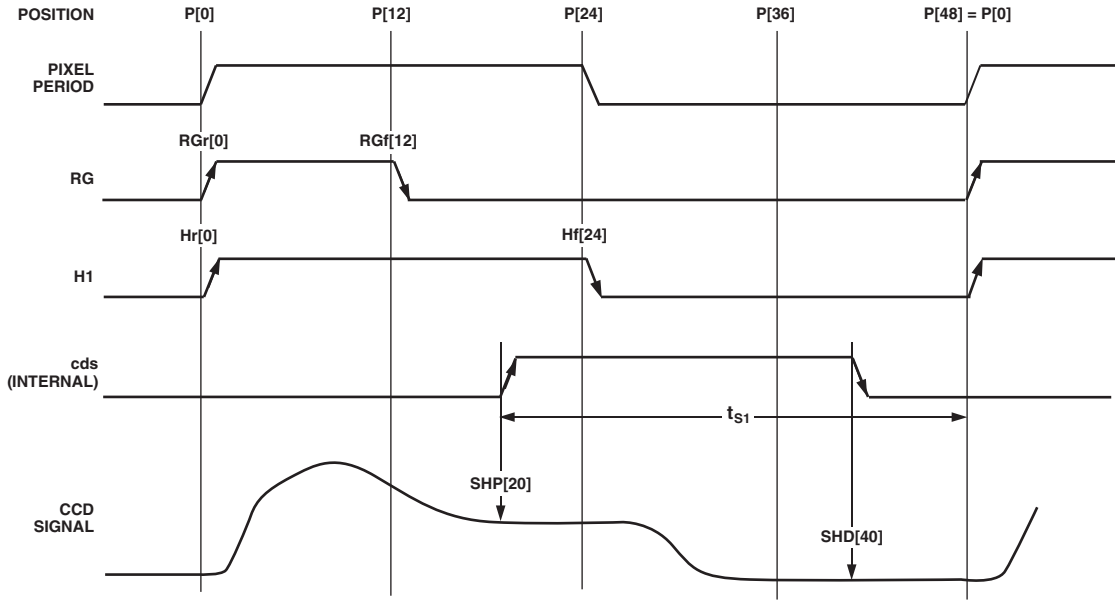 POSITION P[0] P[12] P[24] P[36] P[48] = P[0]
PIXEL
PERIOD
RGr[0] RGf[12]
RG
Hr[0] Hf[24]
H1
cds
(INTERNAL)
tS1
SHP[20]
CCD
SIGNAL
SHD[40]